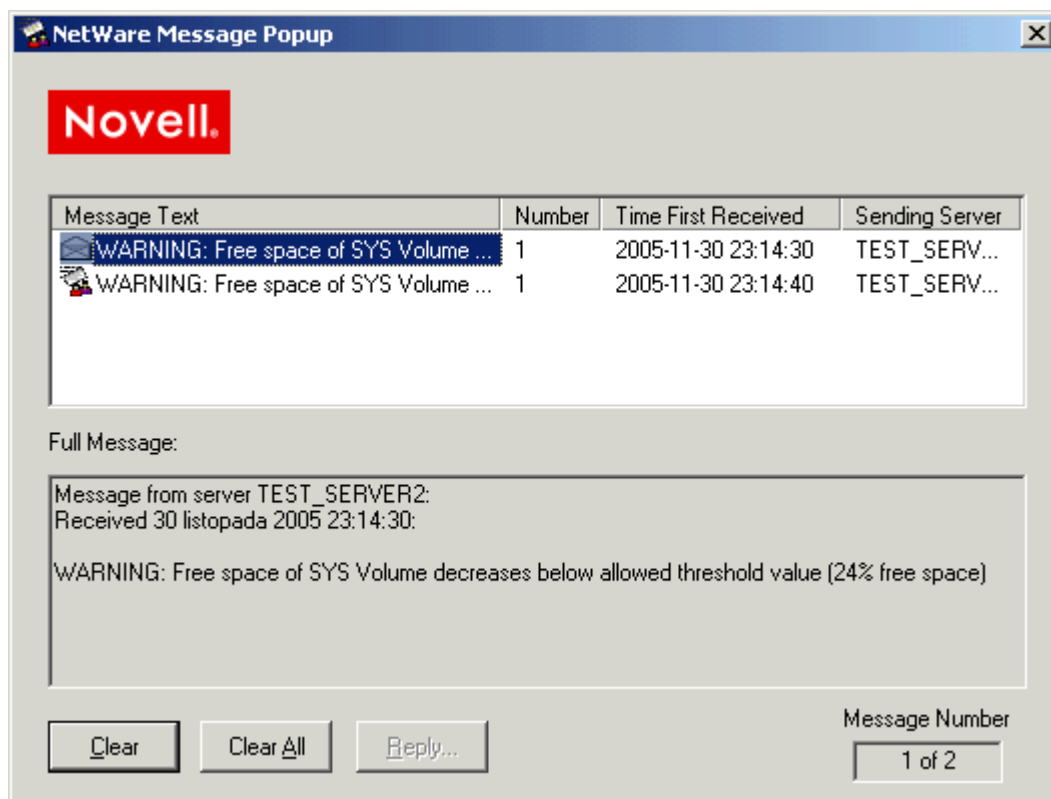 NetWare Message Popup
Novell.
Message Text Number Time First Received Sending Server
WARNING: Free space of SYS Volume ... 1 2005-11-30 23:14:30 TEST_SERV...
WARNING: Free space of SYS Volume ... 1 2005-11-30 23:14:40 TEST_SERV...
Full Message:
Message from server TEST_SERVER2:
Received 30 listopada 2005 23:14:30:
WARNING: Free space of SYS Volume decreases below allowed threshold value (24% free space)
Clear Clear All Reply...
Message Number
1 of 2